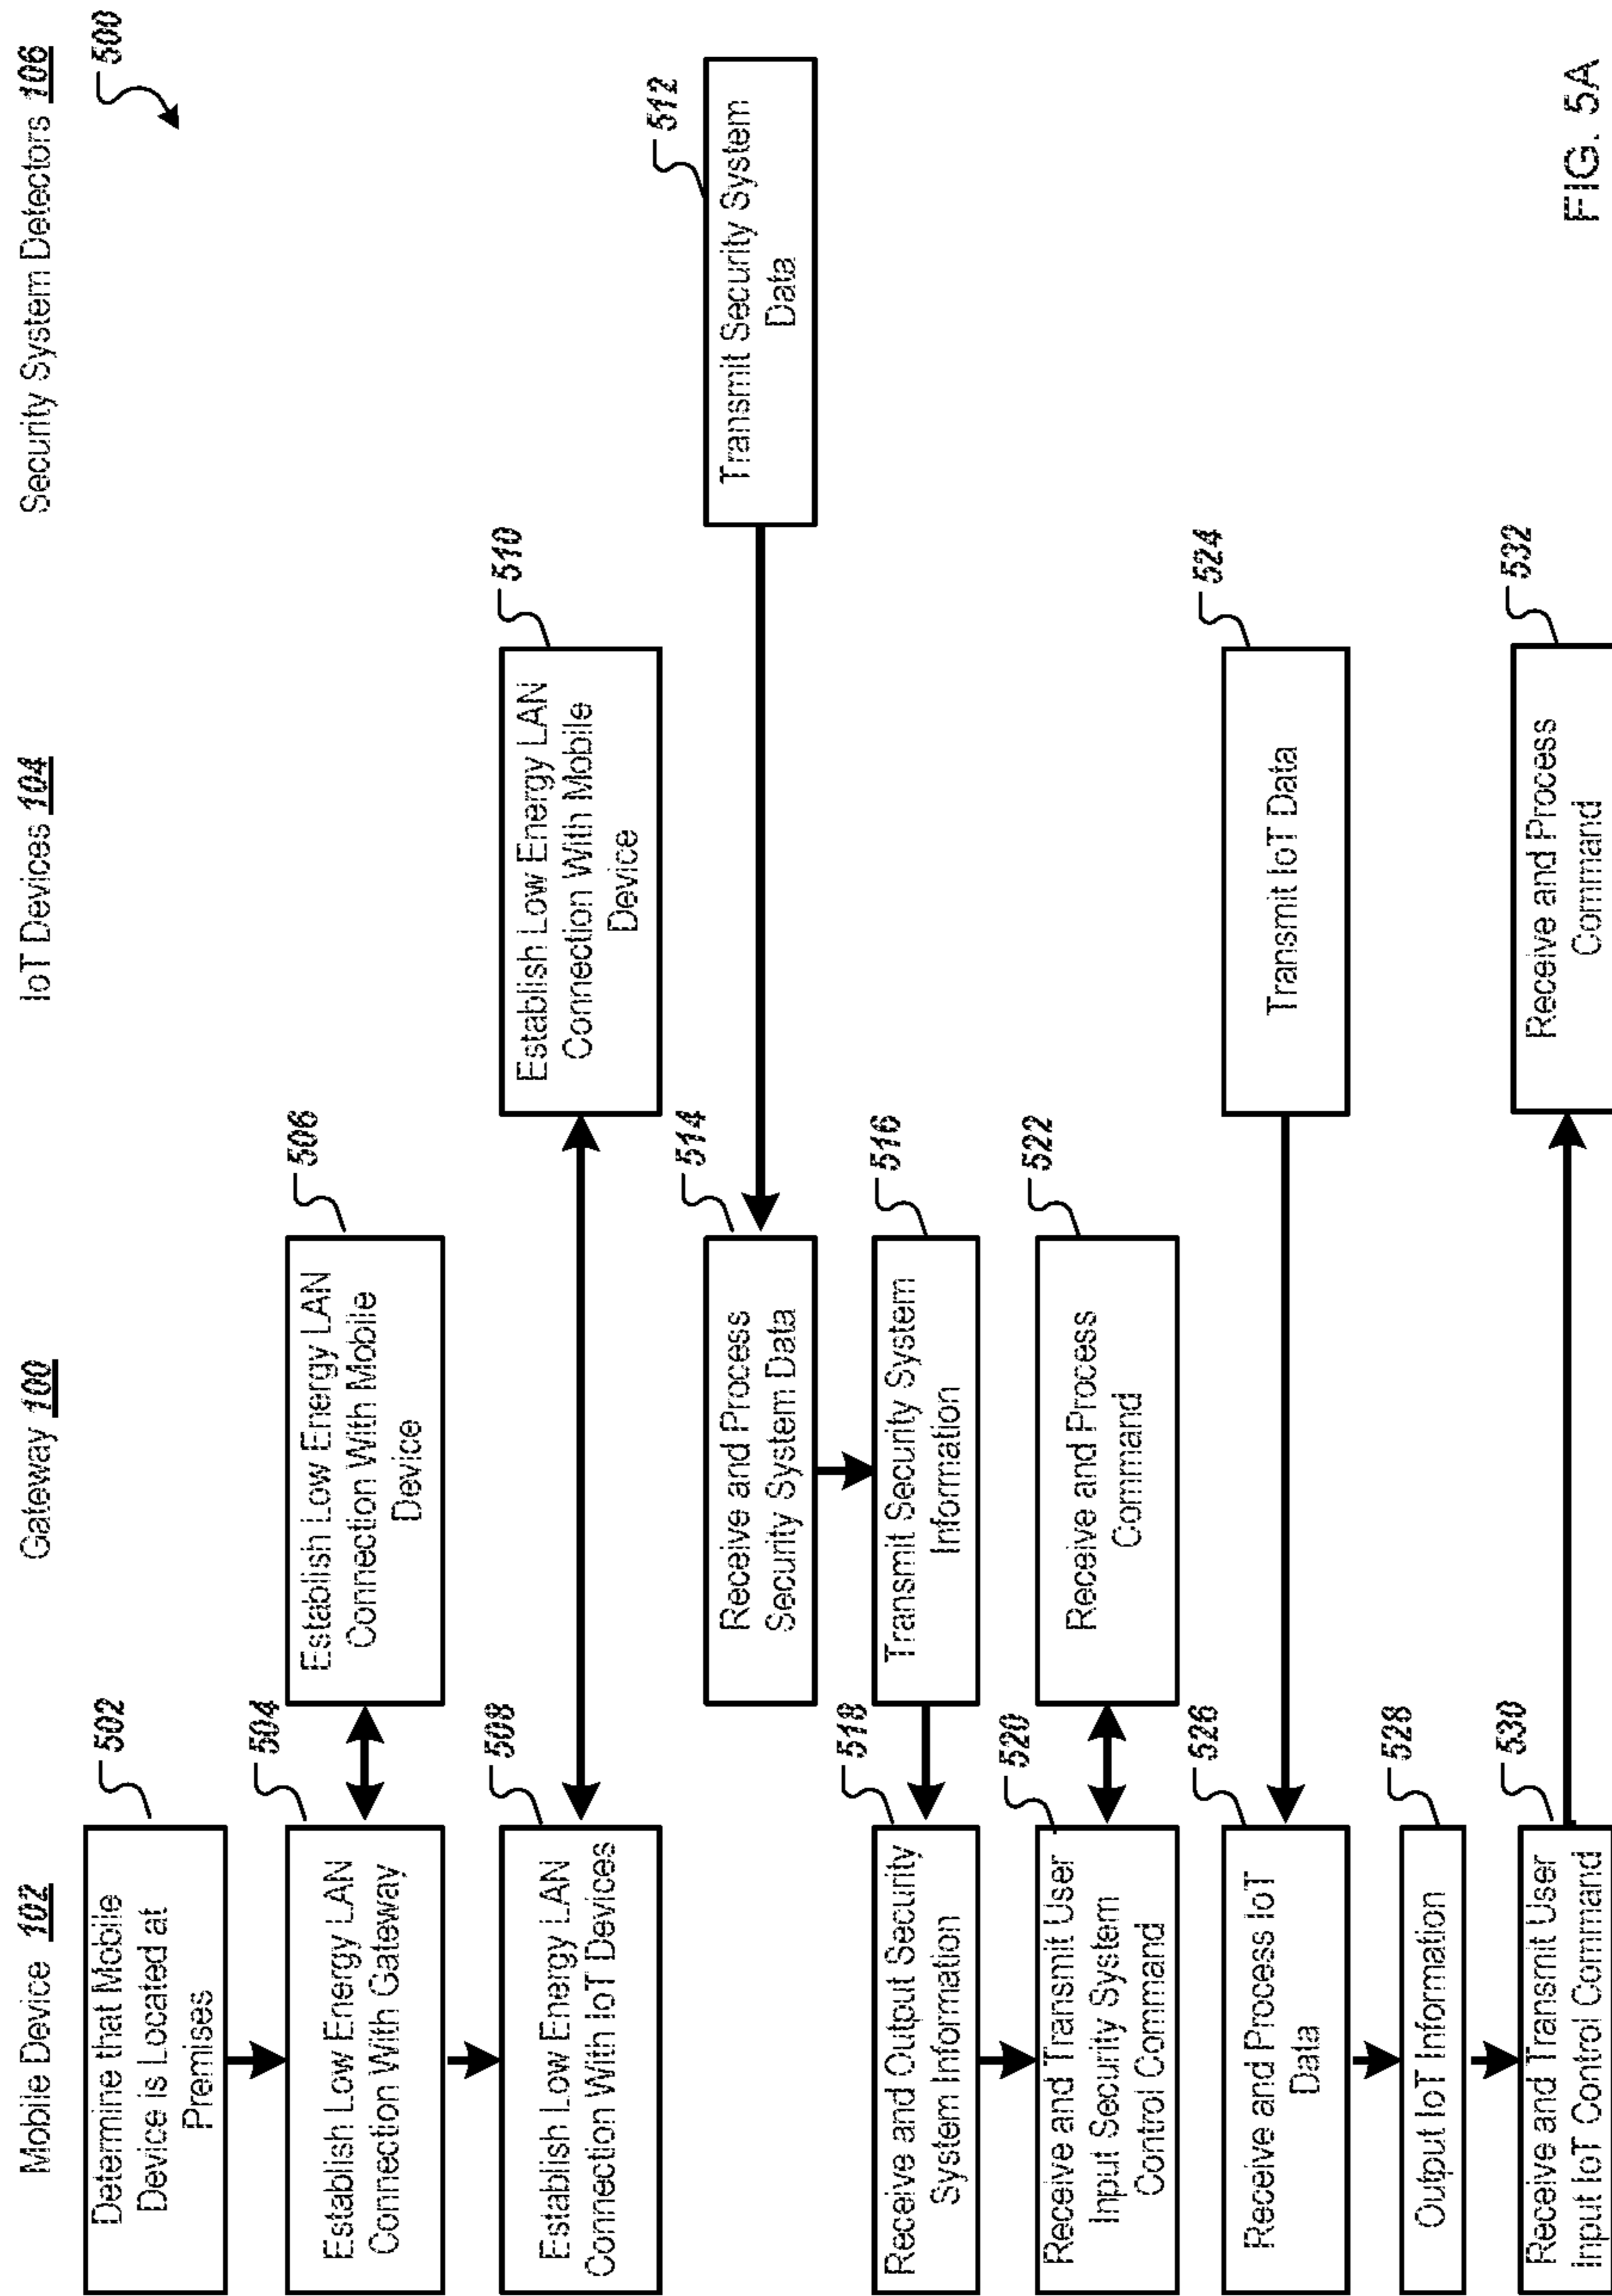 Mobile Device 102
Gateway 100
IoT Devices 104
Security System Detectors 106
500
502
Determine that Mobile
Device is Located at
Premises
504
Establish Low Energy LAN
Connection With Gateway
506
Establish Low Energy LAN
Connection With Mobile
Device
508
Establish Low Energy LAN
Connection With IoT Devices
510
Establish Low Energy LAN
Connection With Mobile
Device
512
Transmit Security System
Data
514
Receive and Process
Security System Data
516
Transmit Security System
Information
518
Receive and Output Security
System Information
520
Receive and Transmit User
Input Security System
Control Command
522
Receive and Process
Command
524
Transmit IoT Data
526
Receive and Process IoT
Data
528
Output IoT Information
530
Receive and Transmit User
Input IoT Control Command
532
Receive and Process
Command
FIG. 5A